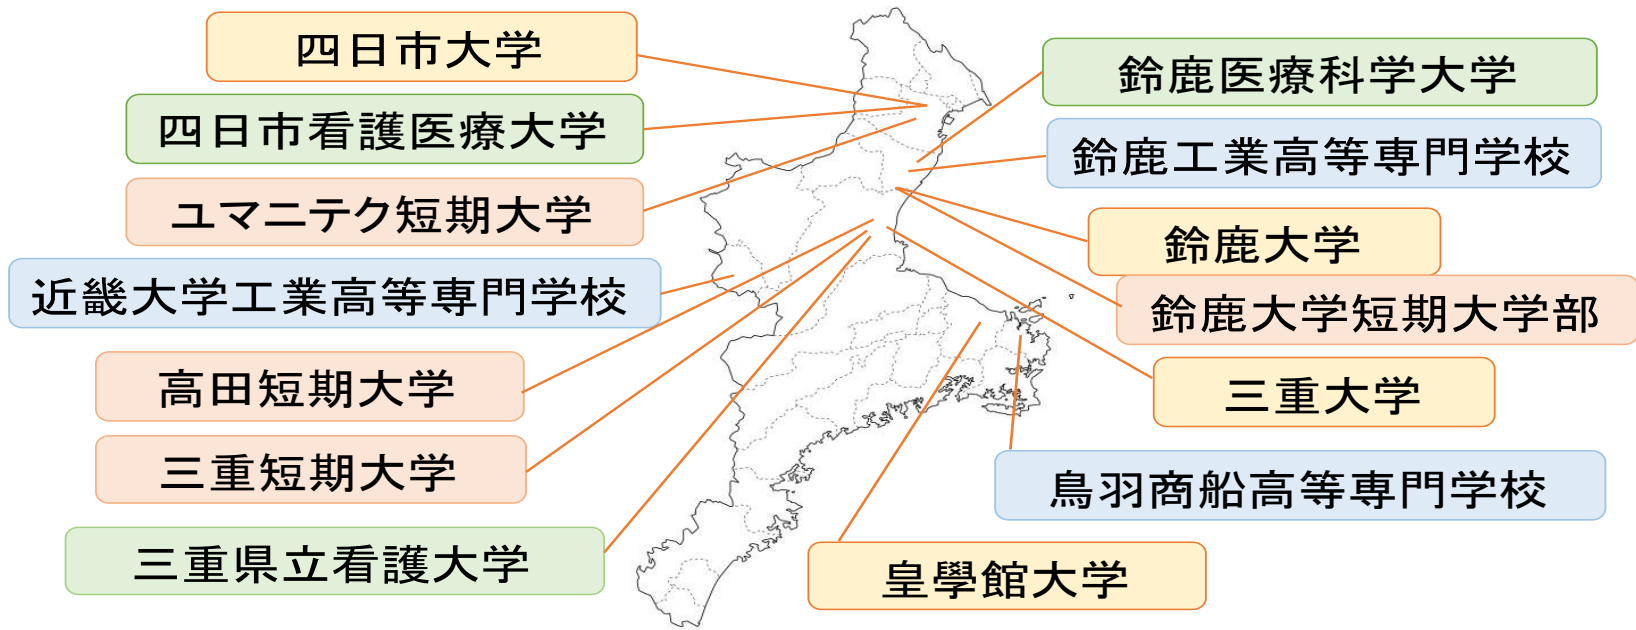 四日市大学
四日市看護医療大学
ユマニテク短期大学
近畿大学工業高等専門学校
高田短期大学
三重短期大学
三重県立看護大学
鈴鹿医療科学大学
鈴鹿工業高等専門学校
鈴鹿大学
鈴鹿大学短期大学部
三重大学
鳥羽商船高等専門学校
皇學館大学